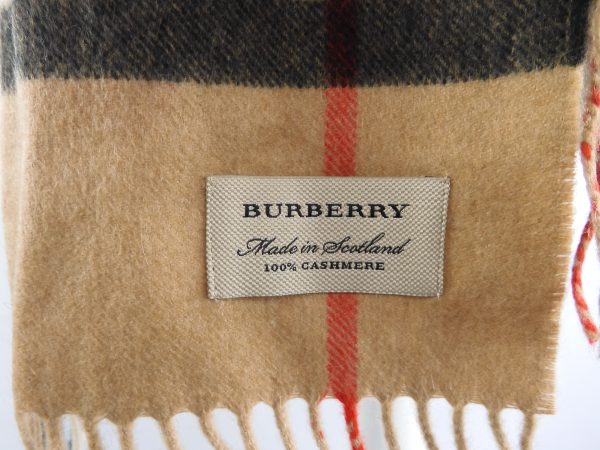 BURBERRY
Made in Scotland
100% CASHMERE